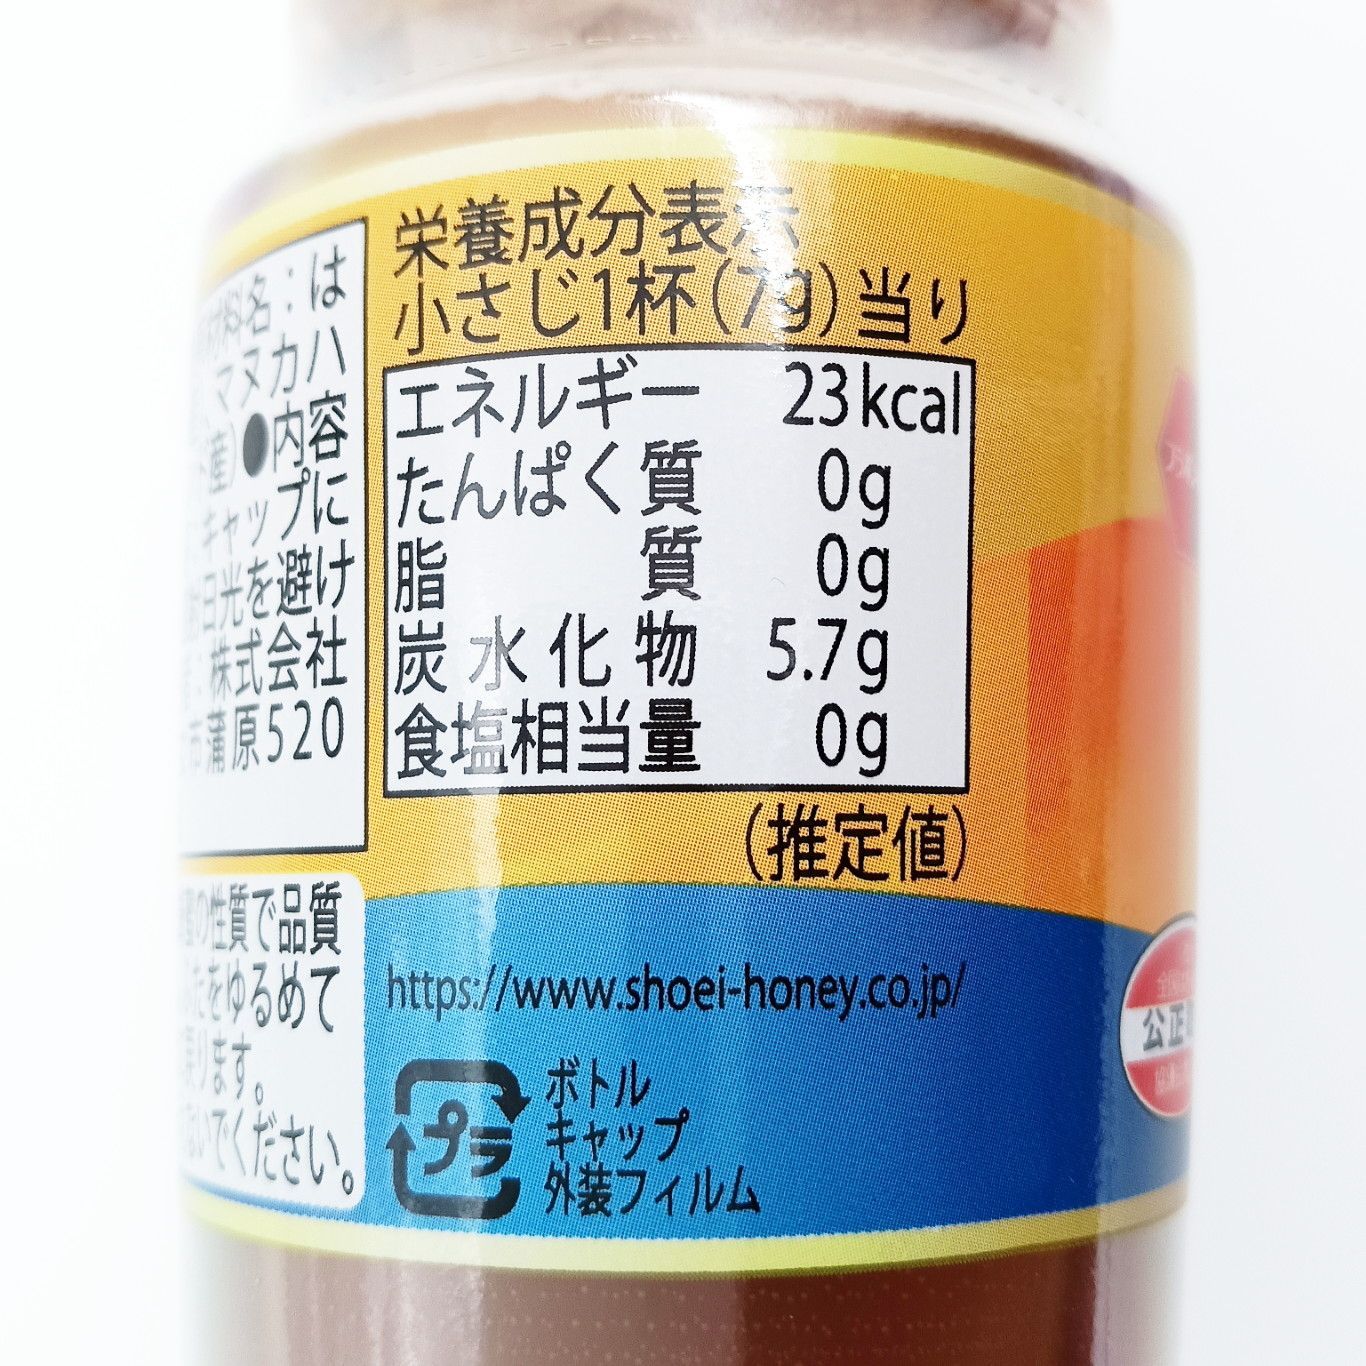 材料名：は
マヌカハ
産）●内容
キャップに
日光を避け
株式会社
市蒲原520
の性質で品質
たをゆるめて
戻ります。
ないでください。
栄養成分表示
小さじ1杯（7g）当り
エネルギー 23kcal
たんぱく質 0g
脂質 0g
炭水化物 5.7g
食塩相当量 0g
（推定値）
https://www.shoei-honey.co.jp/
プラ
ボトル
キャップ
外装フィルム
公正